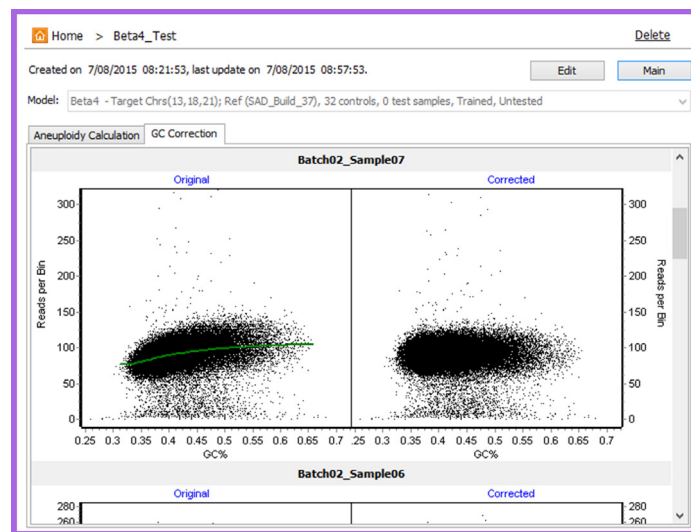 Home > Beta4_Test Delete
Created on 7/08/2015 08:21:53, last update on 7/08/2015 08:57:53. Edit Main
Model: Beta4 - Target Chrs(13,18,21); Ref (SAD_Build_37), 32 controls, 0 test samples, Trained, Untested
Aneuploidy Calculation GC Correction
Batch02_Sample07
Original Corrected
300 300
250 250
200 200
150 150
100 100
50 50
0 0
Reads per Bin Reads per Bin
0.25 0.3 0.35 0.4 0.45 0.5 0.55 0.6 0.65 0.7 .25 0.3 0.35 0.4 0.45 0.5 0.55 0.6 0.65 0.7
GC% GC%
Batch02_Sample06
Original Corrected
280 280
260 260